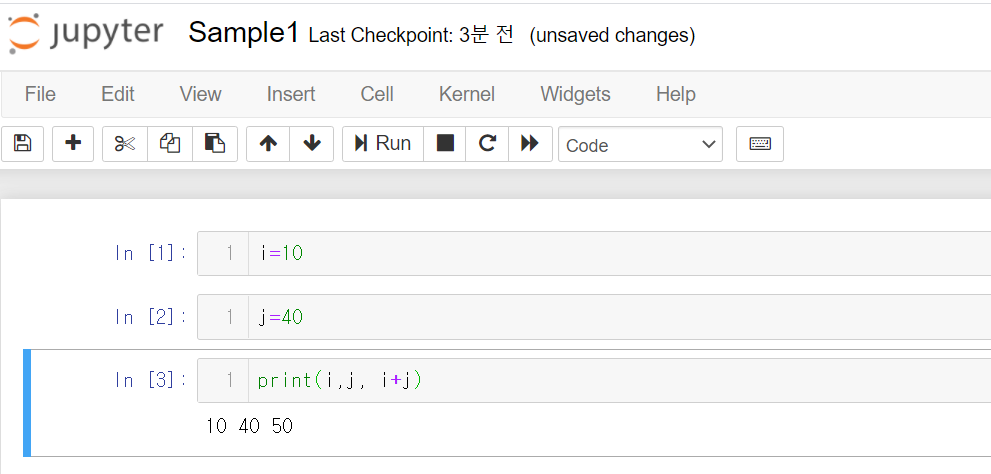 jupyter Sample1 Last Checkpoint: 3분 전 (unsaved changes)
File Edit View Insert Cell Kernel Widgets Help
Run Code
In [1]: 1 i=10
In [2]: 1 j=40
In [3]: 1 print(i,j, i+j)
10 40 50